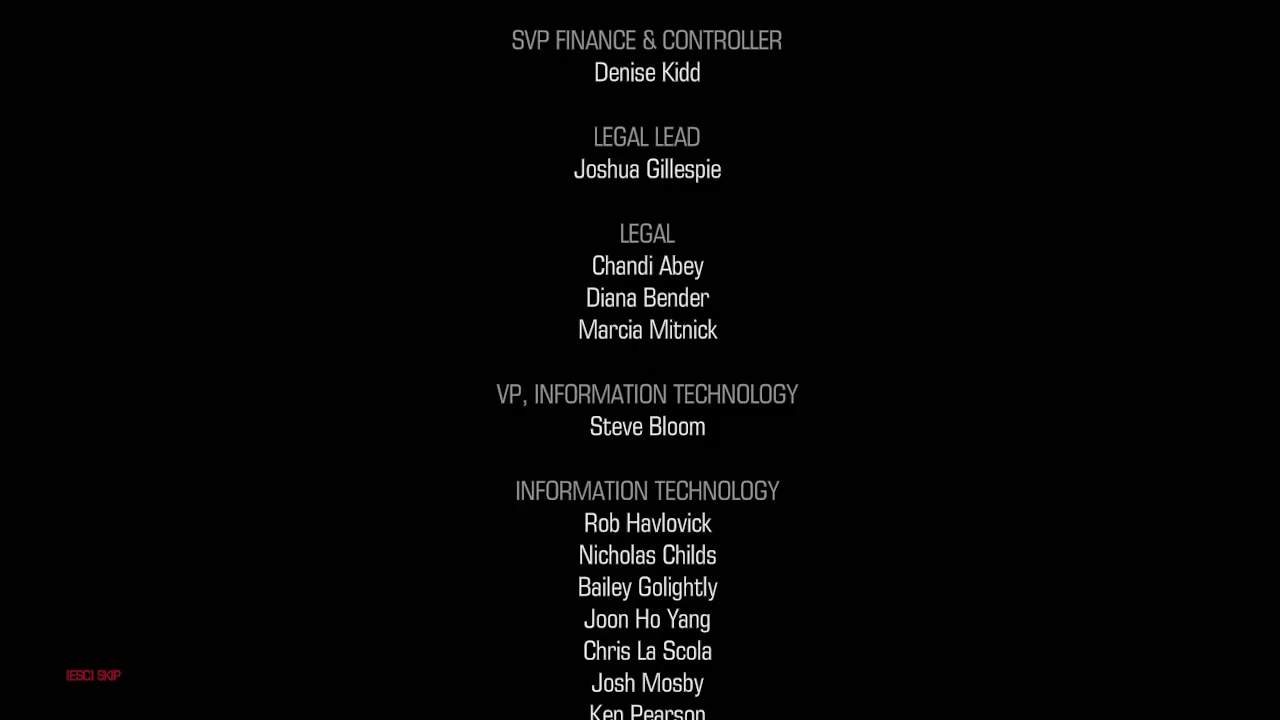 SVP FINANCE & CONTROLLER
Denise Kidd
LEGAL LEAD
Joshua Gillespie
LEGAL
Chandi Abey
Diana Bender
Marcia Mitnick
VP, INFORMATION TECHNOLOGY
Steve Bloom
INFORMATION TECHNOLOGY
Rob Havlovick
Nicholas Childs
Bailey Golightly
Joon Ho Yang
Chris La Scola
Josh Mosby
Ken Pearson
[ESC] SKIP